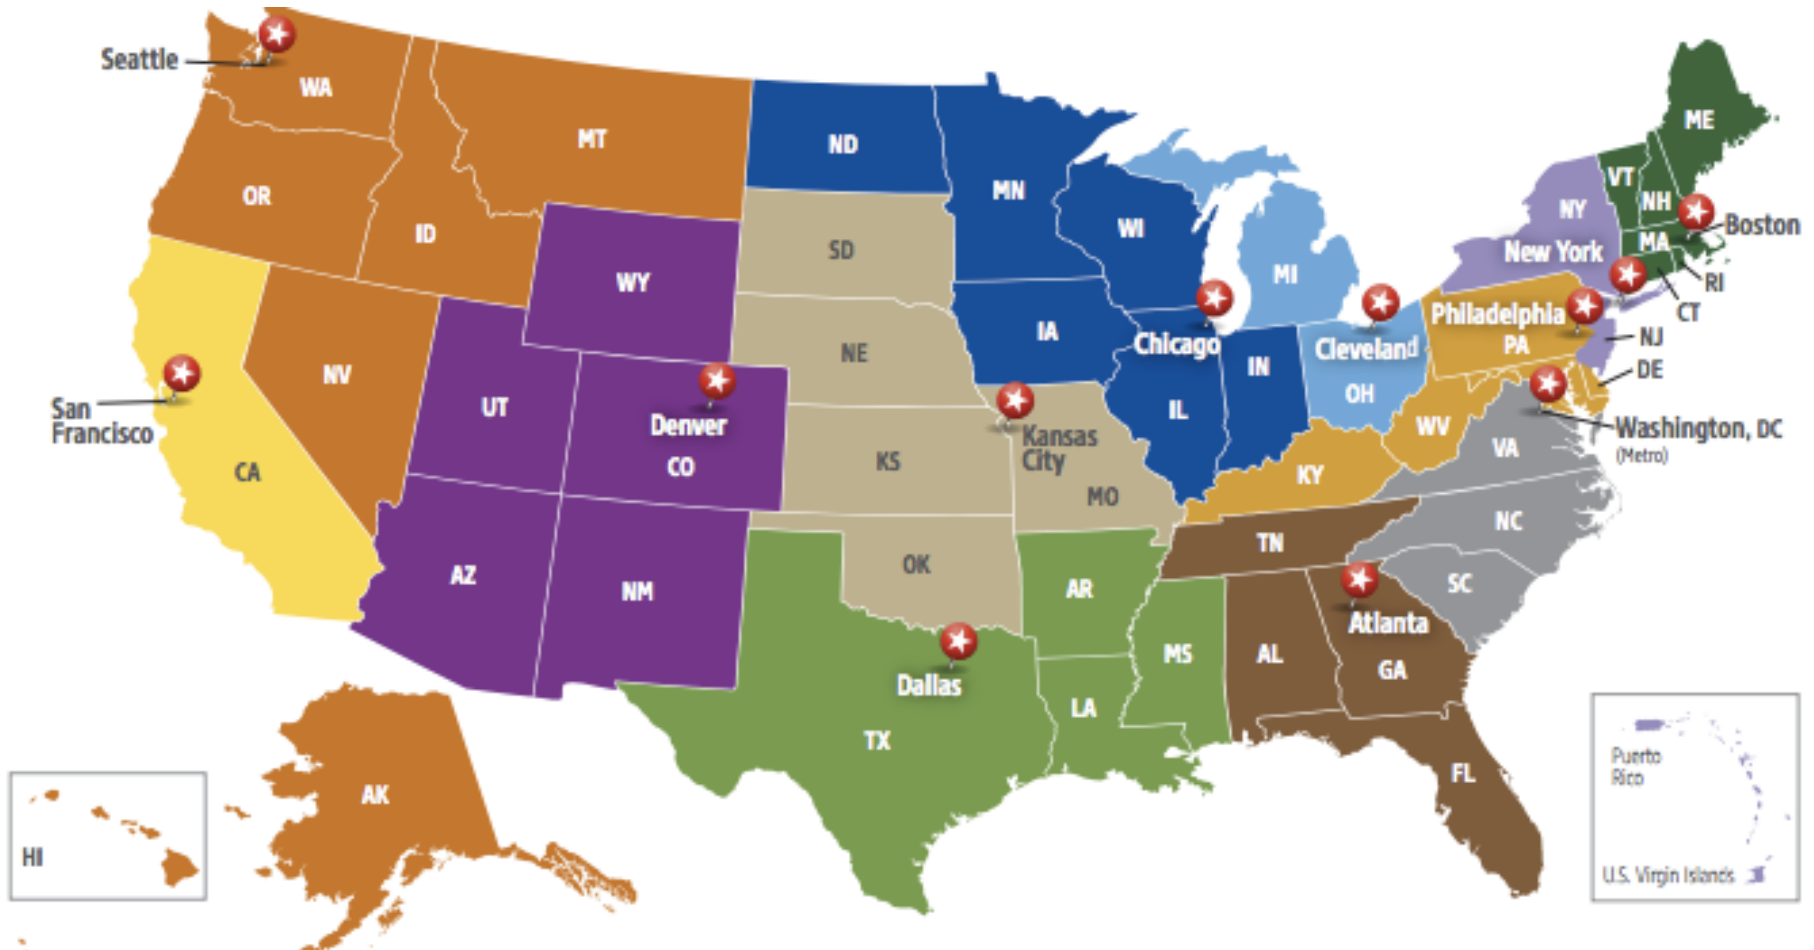 Seattle
WA
MT
ND
MN
ME
OR
ID
WI
VT
NH
NY
MA
Boston
New York
SD
WY
MI
RI
CT
Philadelphia
PA
NJ
DE
IA
Chicago
Cleveland
OH
IN
NE
NV
UT
San
Francisco
CA
Denver
CO
KS
Kansas
City
MO
IL
KY
WV
VA
Washington, DC
(Metro)
NC
TN
SC
AZ
NM
OK
AR
Atlanta
GA
AL
MS
LA
Dallas
TX
FL
AK
HI
Puerto
Rico
U.S. Virgin Islands